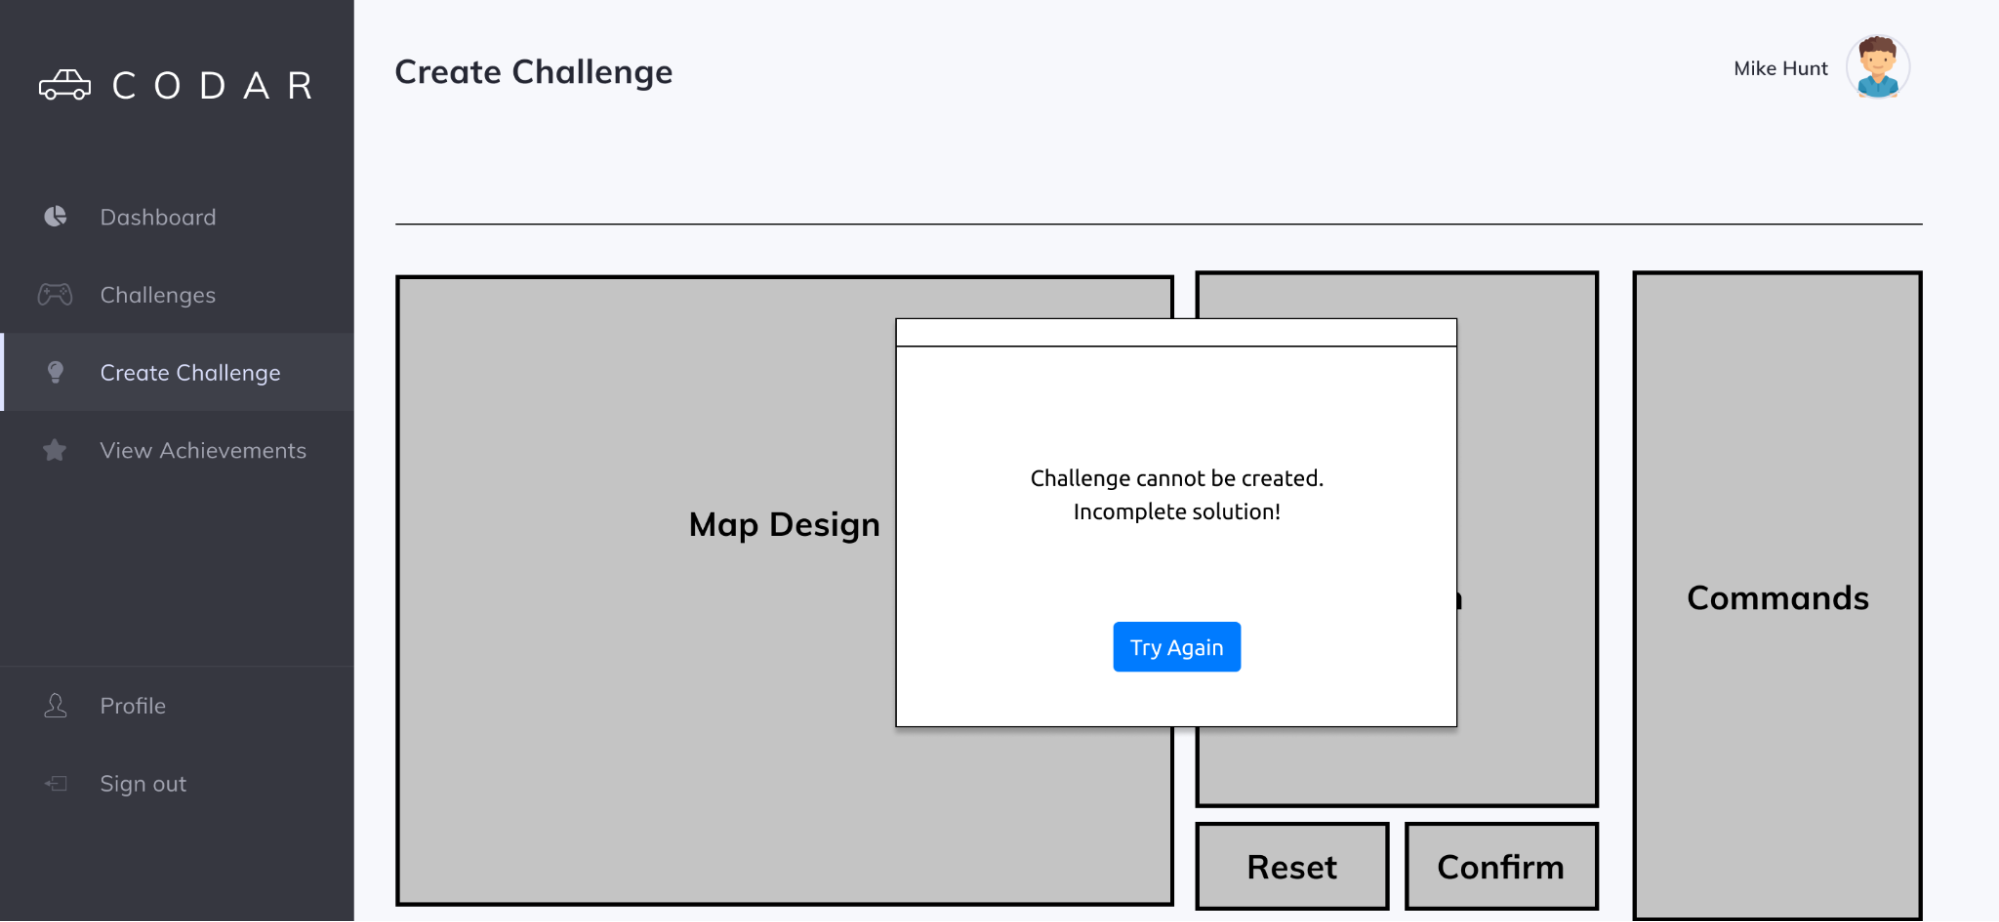 CODAR
Create Challenge
Mike Hunt
Dashboard
Challenges
Create Challenge
View Achievements
Profile
Sign out
Map Design
Challenge cannot be created.
Incomplete solution!
Try Again
Commands
Reset
Confirm